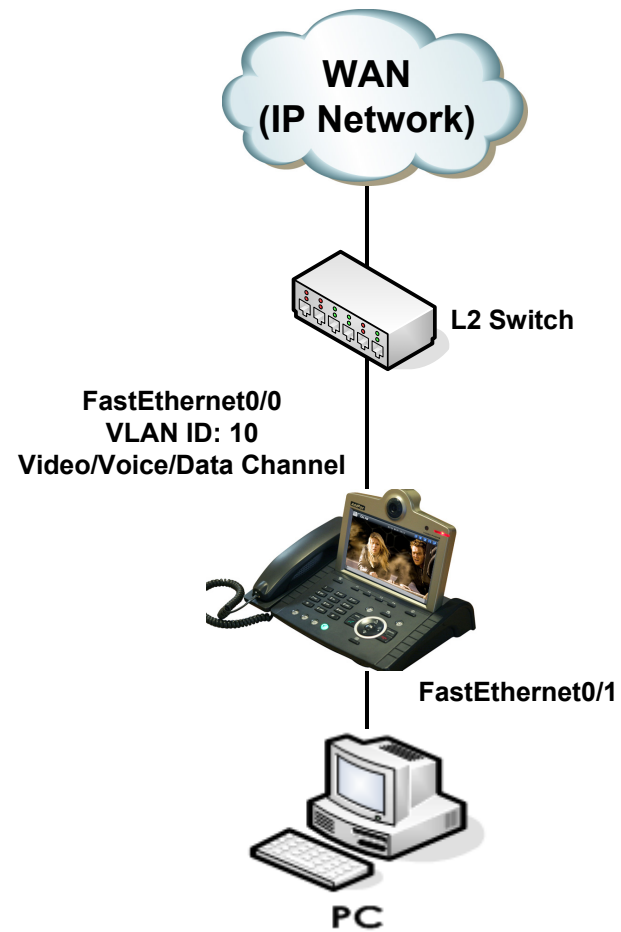 WAN
(IP Network)
L2 Switch
FastEthernet0/0
VLAN ID: 10
Video/Voice/Data Channel
FastEthernet0/1
PC